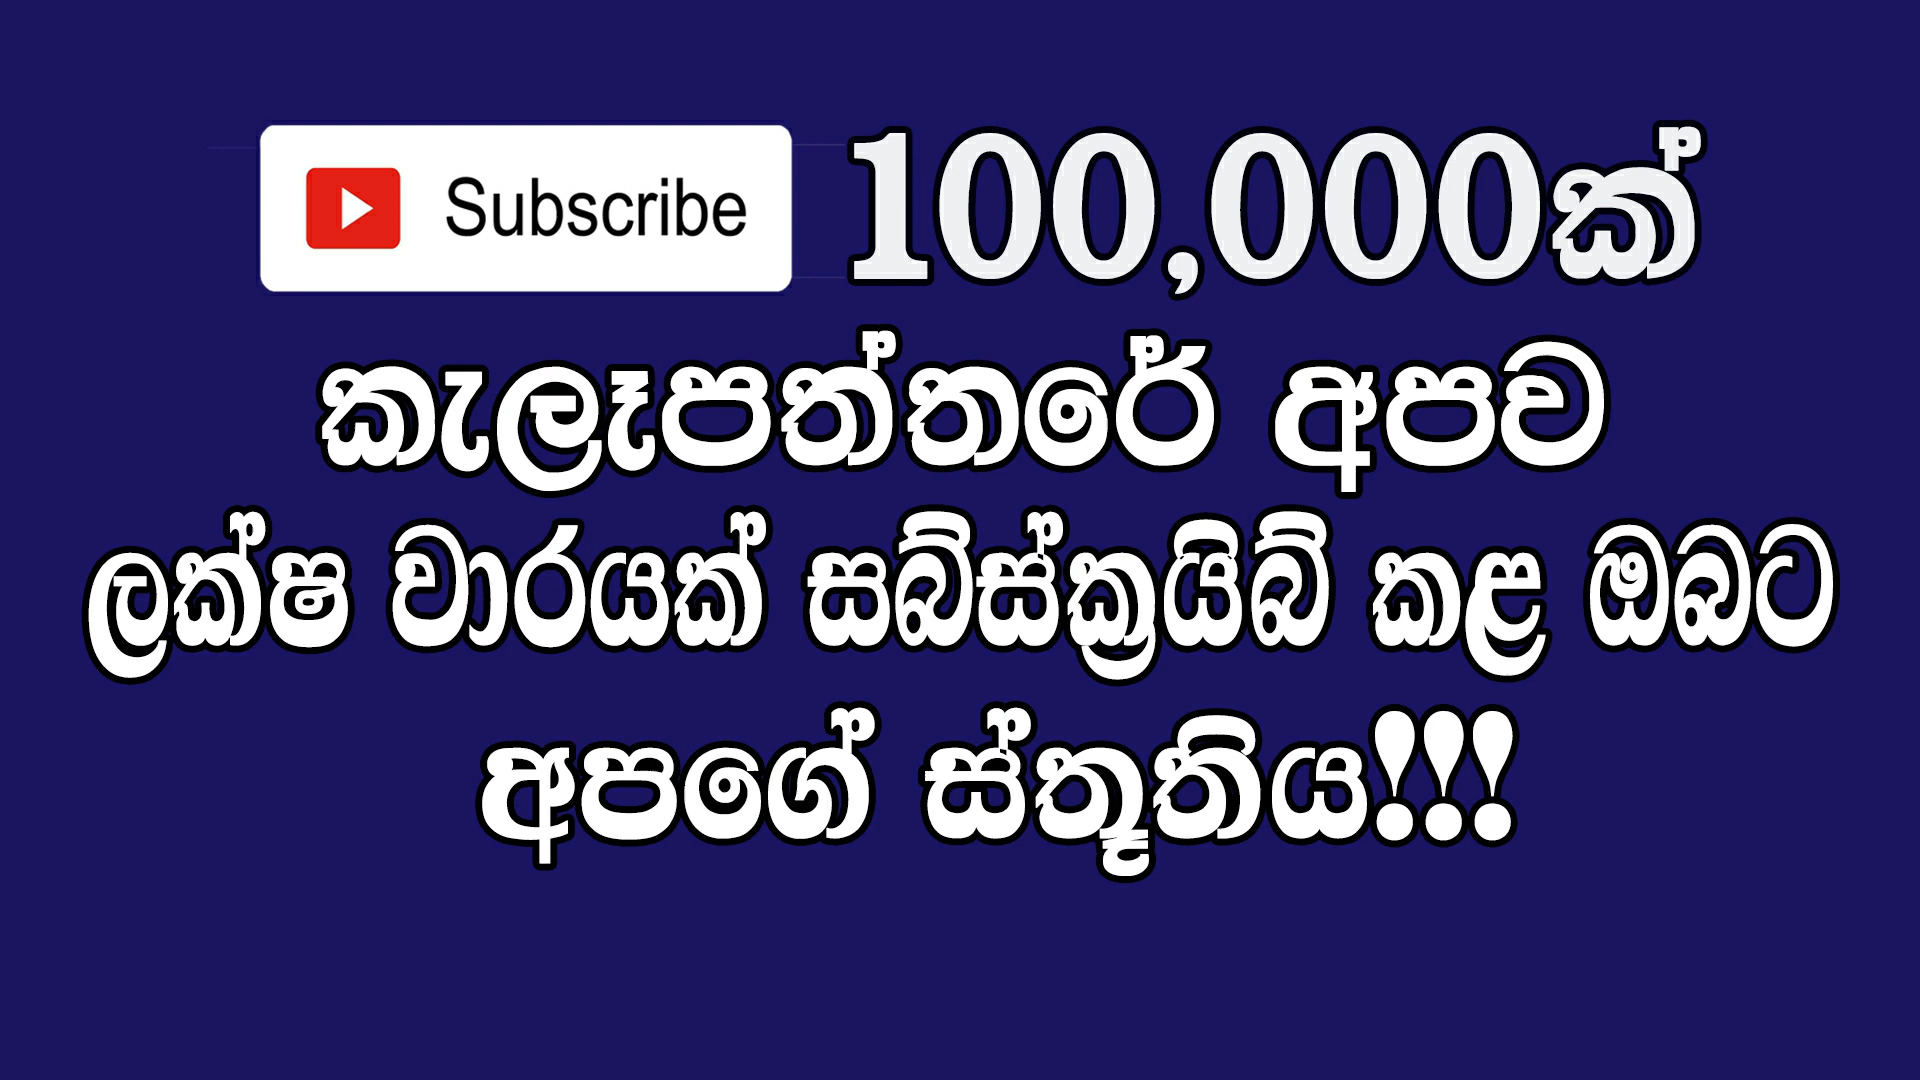 Subscribe 100,000ක්
කැලෑපත්තරේ අපව
ලක්ෂ වාරයක් සබ්ස්ක්‍රයිබ් කළ ඔබට
අපගේ ස්තූතිය!!!